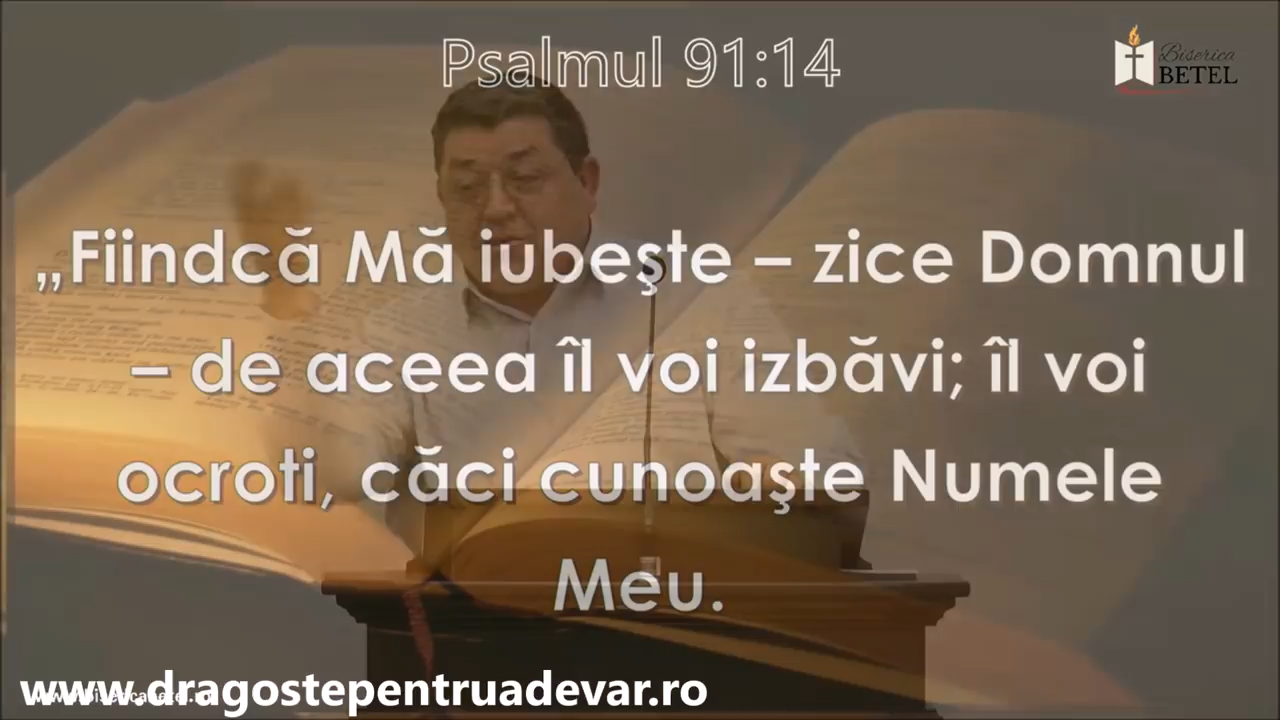 Psalmul 91:14
Biserica
BETEL
„Fiindcă Mă iubeşte – zice Domnul
– de aceea îl voi izbăvi; îl voi
ocroti, căci cunoaşte Numele
Meu.
www.dragostepentruadevar.ro